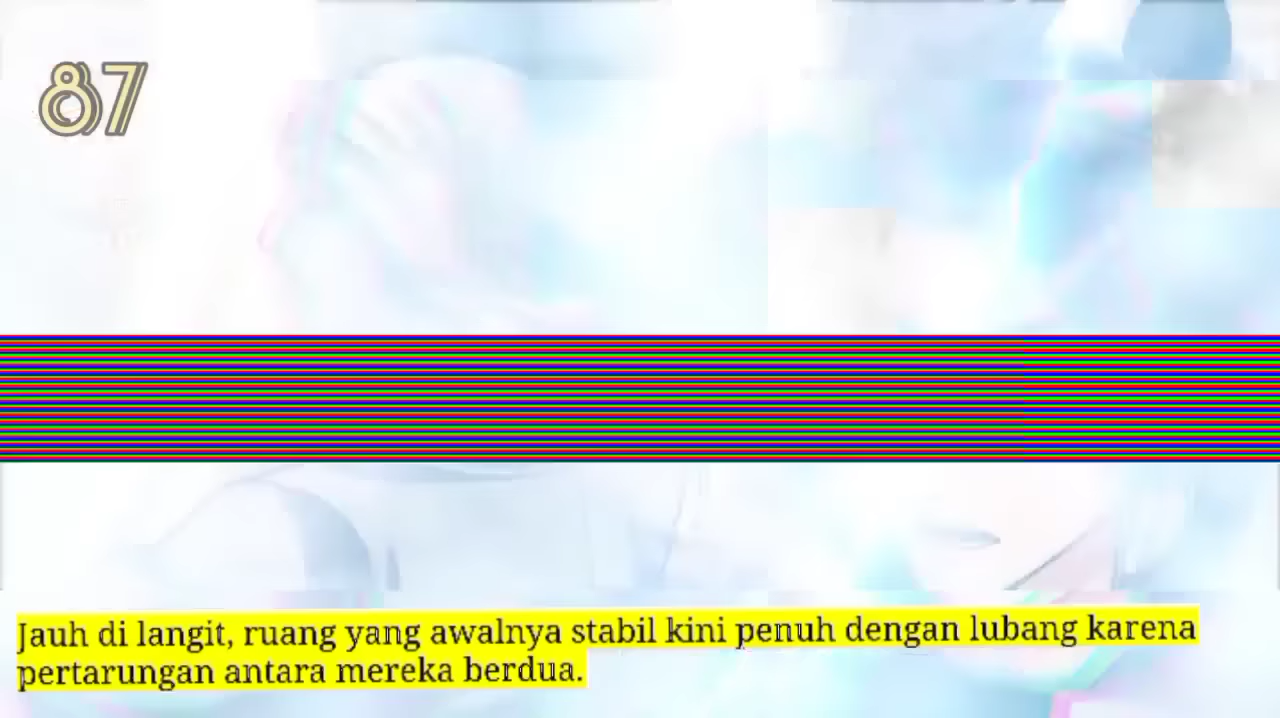 87
Jauh di langit, ruang yang awalnya stabil kini penuh dengan lubang karena
pertarungan antara mereka berdua.